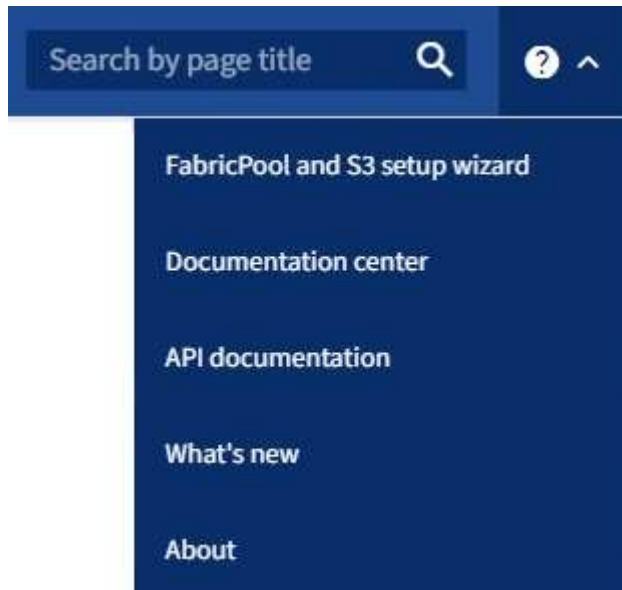 Search by page title
FabricPool and S3 setup wizard
Documentation center
API documentation
What's new
About